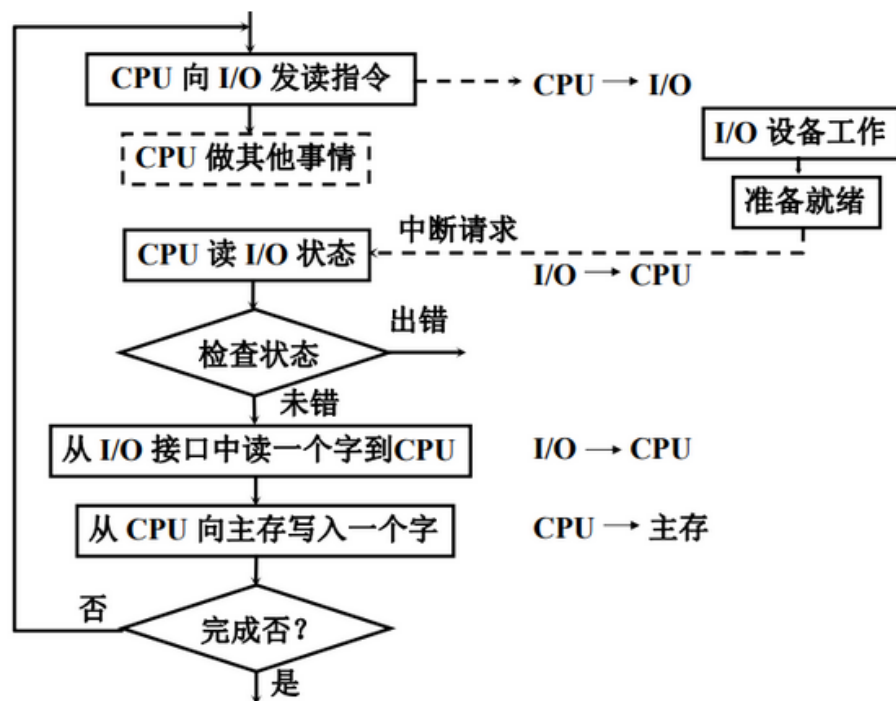 CPU 向 I/O 发读指令
CPU → I/O
I/O 设备工作
CPU 做其他事情
准备就绪
中断请求
CPU 读 I/O 状态
I/O → CPU
出错
检查状态
未错
从 I/O 接口中读一个字到CPU
I/O → CPU
从 CPU 向主存写入一个字
CPU → 主存
否
完成否？
是